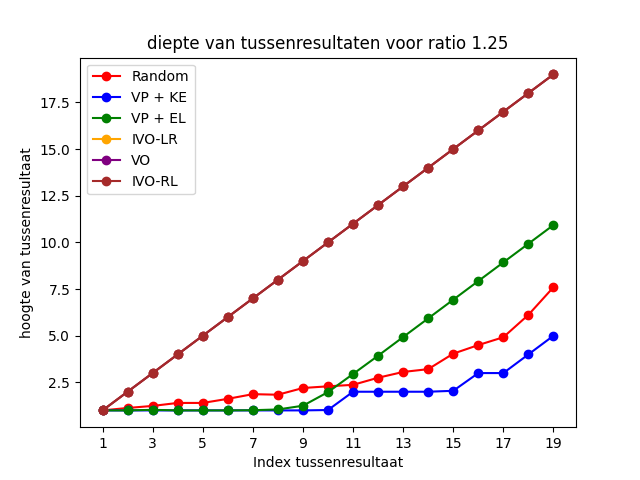 diepte van tussenresultaten voor ratio 1.25
Random
VP + KE
VP + EL
IVO-LR
VO
IVO-RL
hoogte van tussenresultaat
17.5
15.0
12.5
10.0
7.5
5.0
2.5
1 3 5 7 9 11 13 15 17 19
Index tussenresultaat